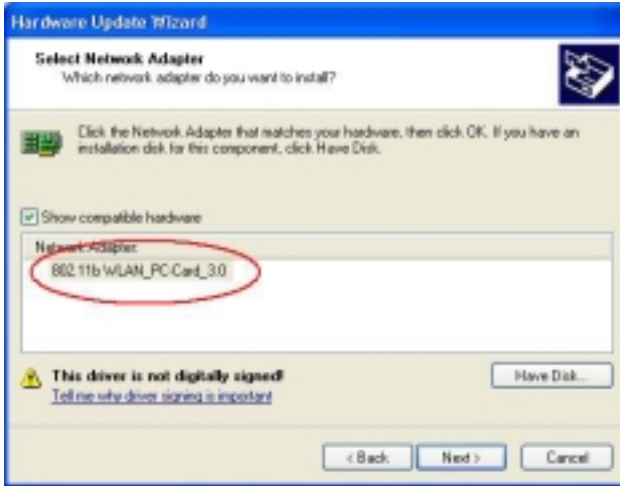 Hardware Update Wizard
Select Network Adapter
Which network adapter do you want to install?
Click the Network Adapter that matches your hardware, then click OK. If you have an
installation disk for this component, click Have Disk.
Show compatible hardware
Network Adapter
802.11b WLAN_PC-Card_3.0
This driver is not digitally signed!
Tell me why driver signing is important
Have Disk...
< Back
Next >
Cancel